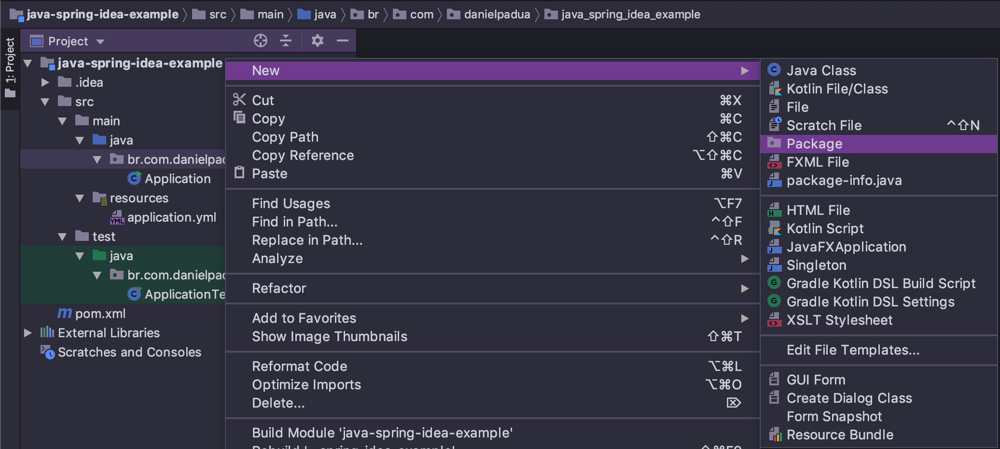 java-spring-idea-example src main java br com danielpadua java_spring_idea_example
1: Project
Project
java-spring-idea-example
.idea
src
main
java
br.com.danielpad
C Application
resources
YML application.yml
test
java
br.com.danielpad
C ApplicationTe
m pom.xml
External Libraries
Scratches and Consoles
New
Cut ⌘X
Copy ⌘C
Copy Path ⇧⌘C
Copy Reference ⌥⇧⌘C
Paste ⌘V
Find Usages ⌥F7
Find in Path... ^⇧F
Replace in Path... ^⇧R
Analyze
Refactor
Add to Favorites
Show Image Thumbnails ⇧⌘T
Reformat Code ⌥⌘L
Optimize Imports ⌥⌘O
Delete... ⌦
Build Module 'java-spring-idea-example'
C Java Class
Kotlin File/Class
File
Scratch File ^⇧N
Package
<> FXML File
J package-info.java
H HTML File
Kotlin Script
J JavaFXApplication
J Singleton
G Gradle Kotlin DSL Build Script
G Gradle Kotlin DSL Settings
<> XSLT Stylesheet
Edit File Templates...
GUI Form
Create Dialog Class
Form Snapshot
Resource Bundle